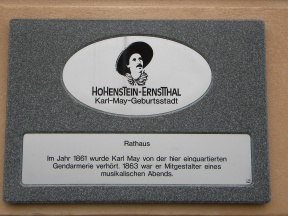 HOHENSTEIN-ERNSTTHAL
Karl-May-Geburtsstadt
Rathaus
Im Jahr 1861 wurde Karl May von der hier einquartierten
Gendarmerie verhört. 1863 war er Mitgestalter eines
musikalischen Abends.